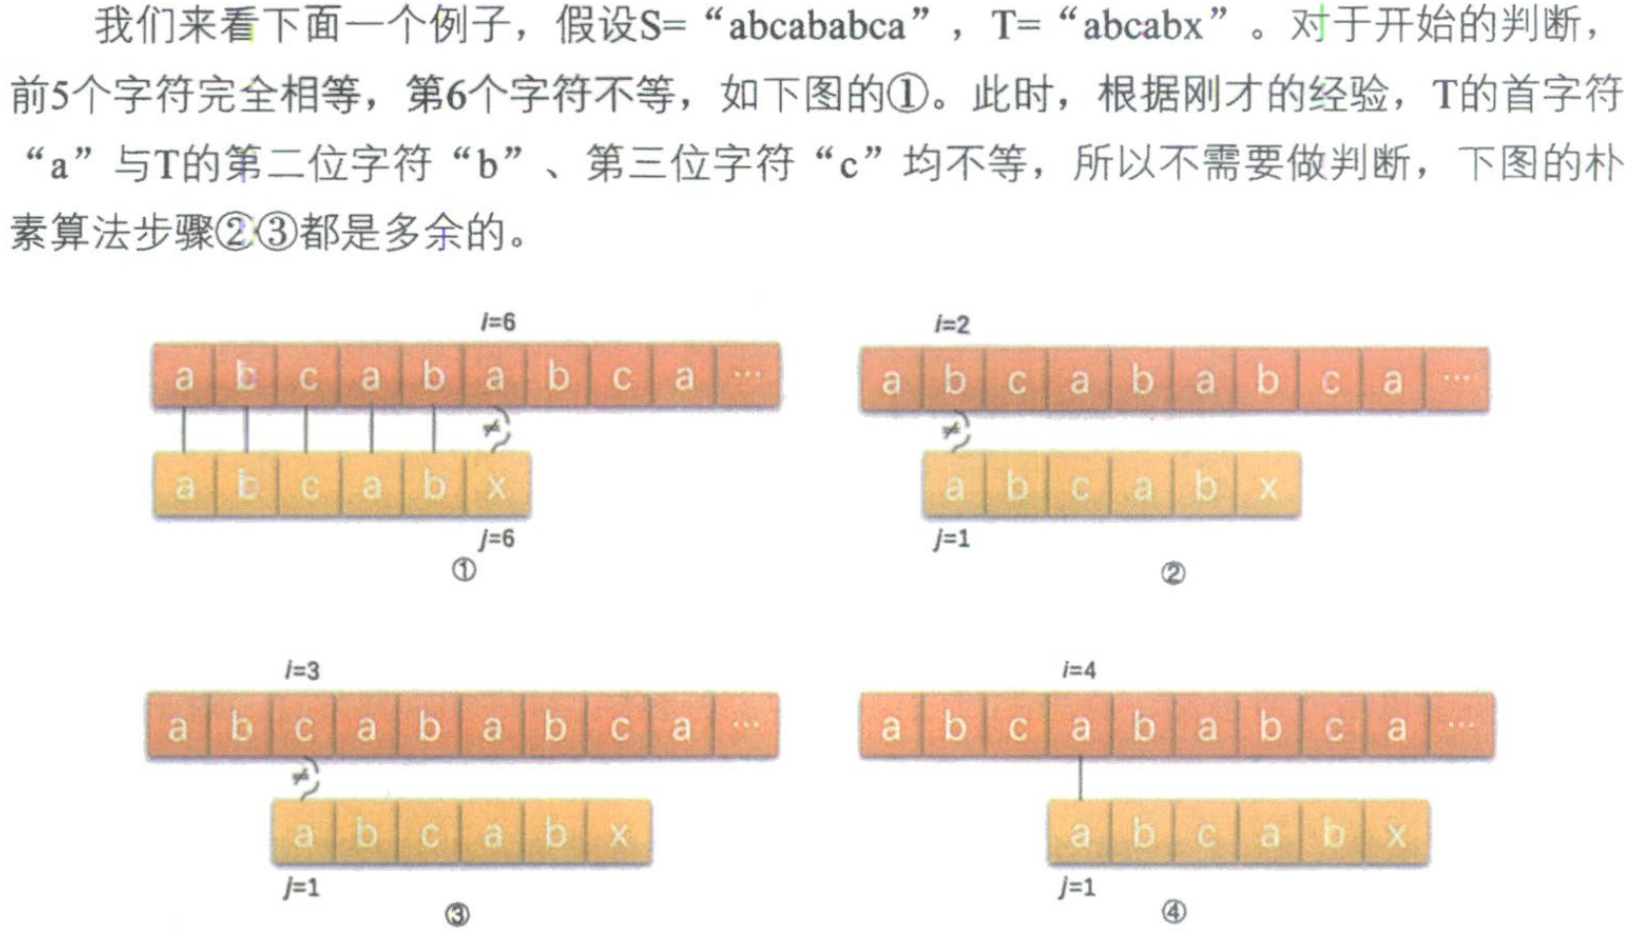 我们来看下面一个例子，假设S=“abcababca”，T=“abcabx”。对于开始的判断，
前5个字符完全相等，第6个字符不等，如下图的①。此时，根据刚才的经验，T的首字符
“a”与T的第二位字符“b”、第三位字符“c”均不等，所以不需要做判断，下图的朴
素算法步骤②③都是多余的。
i=6
a b c a b a b c a …
≠
a b c a b x
j=6
①
i=2
a b c a b a b c a …
≠
a b c a b x
j=1
②
i=3
a b c a b a b c a …
≠
a b c a b x
j=1
③
i=4
a b c a b a b c a …
a b c a b x
j=1
④